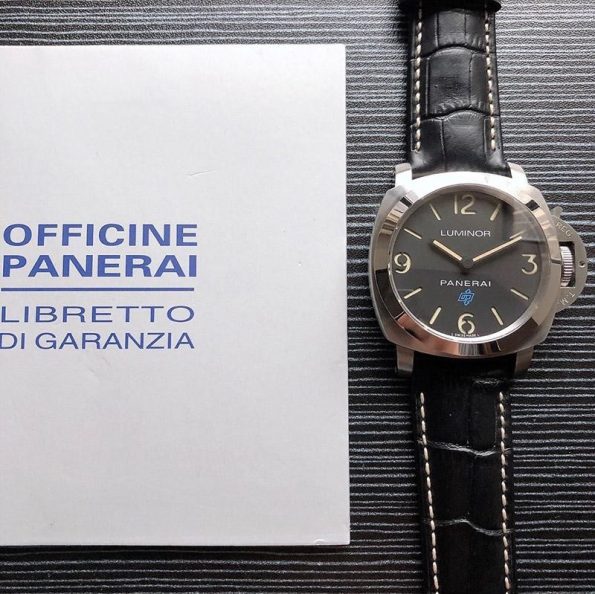 OFFICINE
PANERAI
LIBRETTO
DI GARANZIA
12
LUMINOR
9
3
PANERAI
6